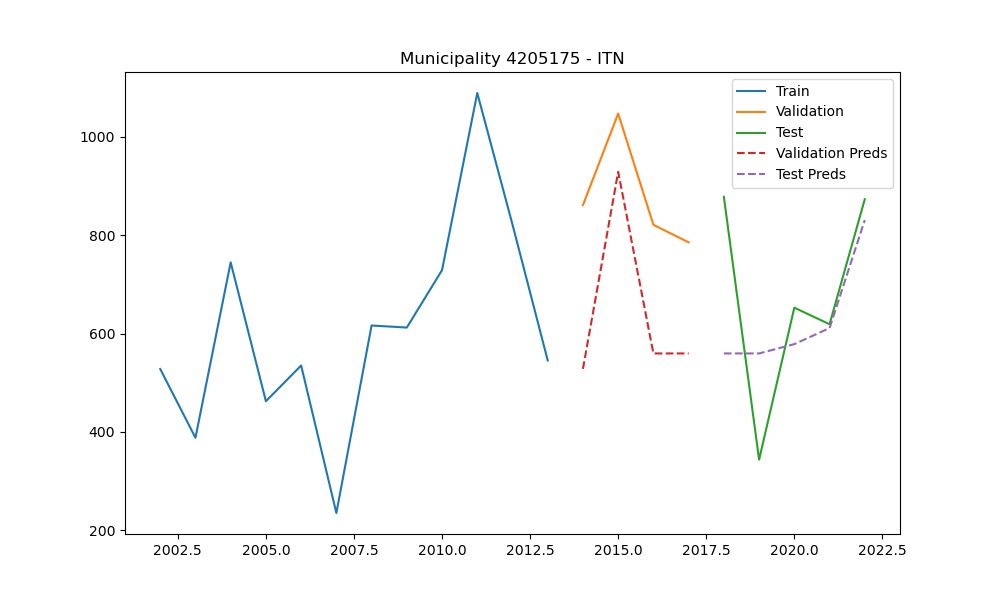 Municipality 4205175 - ITN
Train
Validation
Test
Validation Preds
Test Preds
1000
800
600
400
200
2002.5 2005.0 2007.5 2010.0 2012.5 2015.0 2017.5 2020.0 2022.5